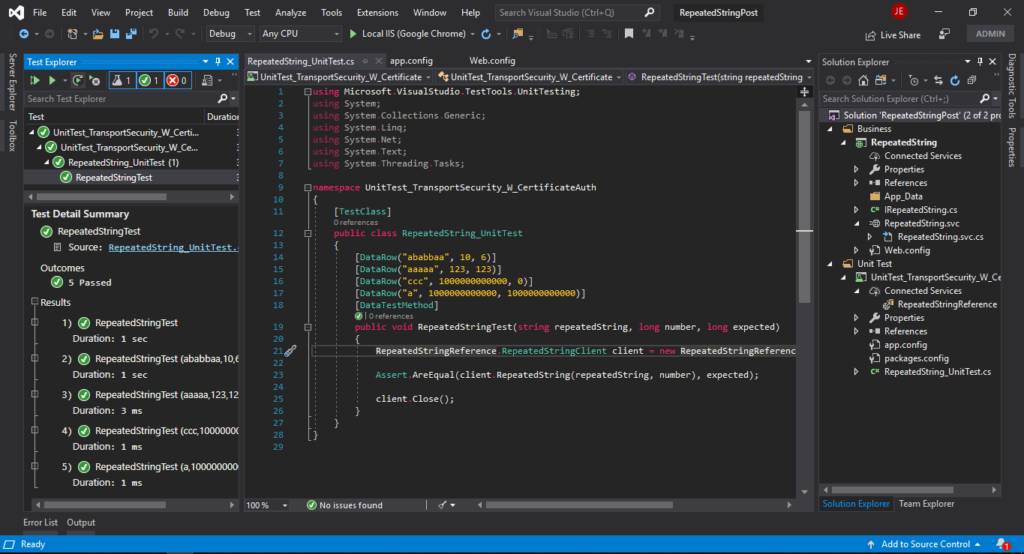 File Edit View Project Build Debug Test Analyze Tools Extensions Window Help Search Visual Studio (Ctrl+Q) RepeatedStringPost JE
Debug Any CPU Local IIS (Google Chrome) Live Share ADMIN
Server Explorer
Toolbox
Test Explorer
1 1 0
Search Test Explorer
Test Duration
UnitTest_TransportSecurity_W_Certi...
UnitTest_TransportSecurity_W_Ce...
RepeatedString_UnitTest (1)
RepeatedStringTest
Test Detail Summary
RepeatedStringTest
Source: RepeatedString_UnitTest.
Outcomes
5 Passed
Results
1) RepeatedStringTest
Duration: 1 sec
2) RepeatedStringTest (ababbaa,10,6
Duration: 1 sec
3) RepeatedStringTest (aaaaa,123,12
Duration: 3 ms
4) RepeatedStringTest (ccc,10000000
Duration: 1 ms
5) RepeatedStringTest (a,1000000000
Duration: 1 ms
RepeatedString_UnitTest.cs app.config Web.config
UnitTest_TransportSecurity_W_Certificate UnitTest_TransportSecurity_W_Certificate RepeatedStringTest(string repeatedString
1 using Microsoft.VisualStudio.TestTools.UnitTesting;
2 using System;
3 using System.Collections.Generic;
4 using System.Linq;
5 using System.Net;
6 using System.Text;
7 using System.Threading.Tasks;
8
9 namespace UnitTest_TransportSecurity_W_CertificateAuth
10 {
11 [TestClass]
0 references
12 public class RepeatedString_UnitTest
13 {
14 [DataRow("ababbaa", 10, 6)]
15 [DataRow("aaaaa", 123, 123)]
16 [DataRow("ccc", 1000000000000, 0)]
17 [DataRow("a", 1000000000000, 1000000000000)]
18 [DataTestMethod]
| 0 references
19 public void RepeatedStringTest(string repeatedString, long number, long expected)
20 {
21 RepeatedStringReference.RepeatedStringClient client = new RepeatedStringReferenc
22
23 Assert.AreEqual(client.RepeatedString(repeatedString, number), expected);
24
25 client.Close();
26 }
27 }
28 }
29
100 % No issues found
Solution Explorer
Search Solution Explorer (Ctrl+;)
Solution 'RepeatedStringPost' (2 of 2 pro
Business
RepeatedString
Connected Services
Properties
References
App_Data
IRepeatedString.cs
RepeatedString.svc
RepeatedString.svc.cs
Web.config
Unit Test
UnitTest_TransportSecurity_W_C
Connected Services
RepeatedStringReference
Properties
References
app.config
packages.config
RepeatedString_UnitTest.cs
Solution Explorer Team Explorer
Diagnostic Tools
Properties
Error List Output
Ready Add to Source Control 1